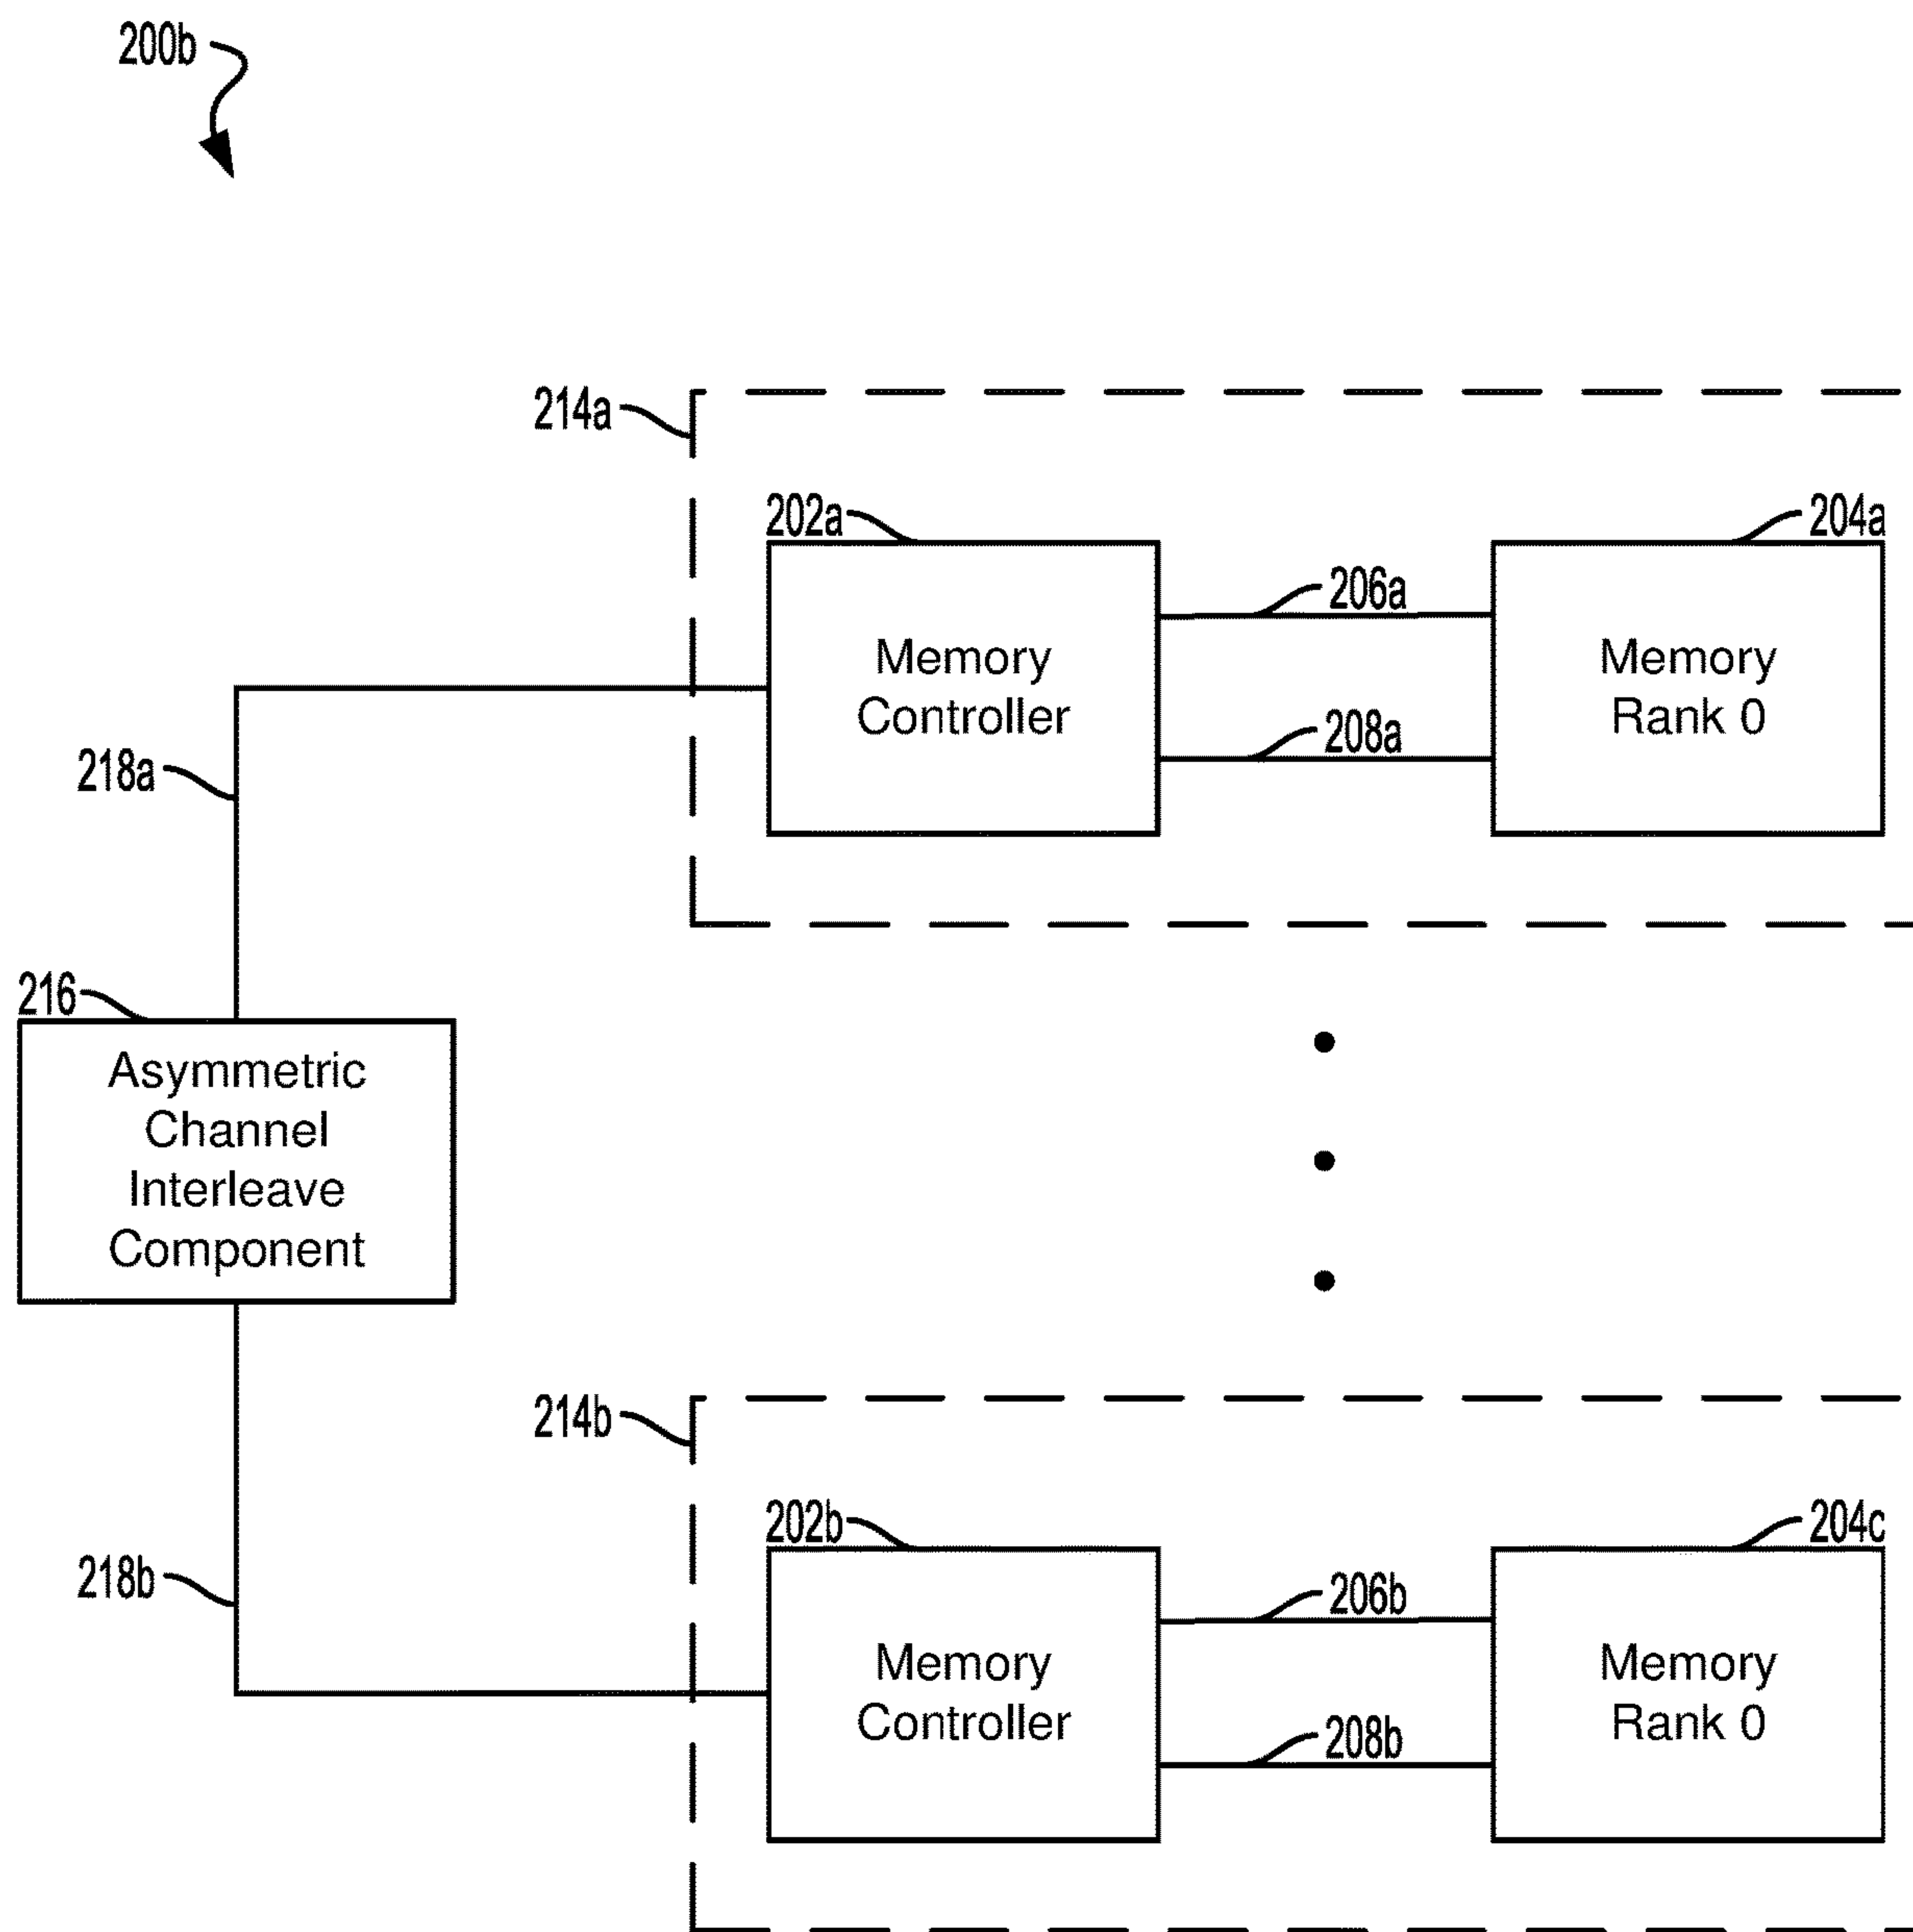 200b
214a
202a
204a
206a
Memory
Controller
Memory
Rank 0
208a
218a
216
Asymmetric
Channel
Interleave
Component
214b
202b
204c
206b
218b
Memory
Controller
Memory
Rank 0
208b